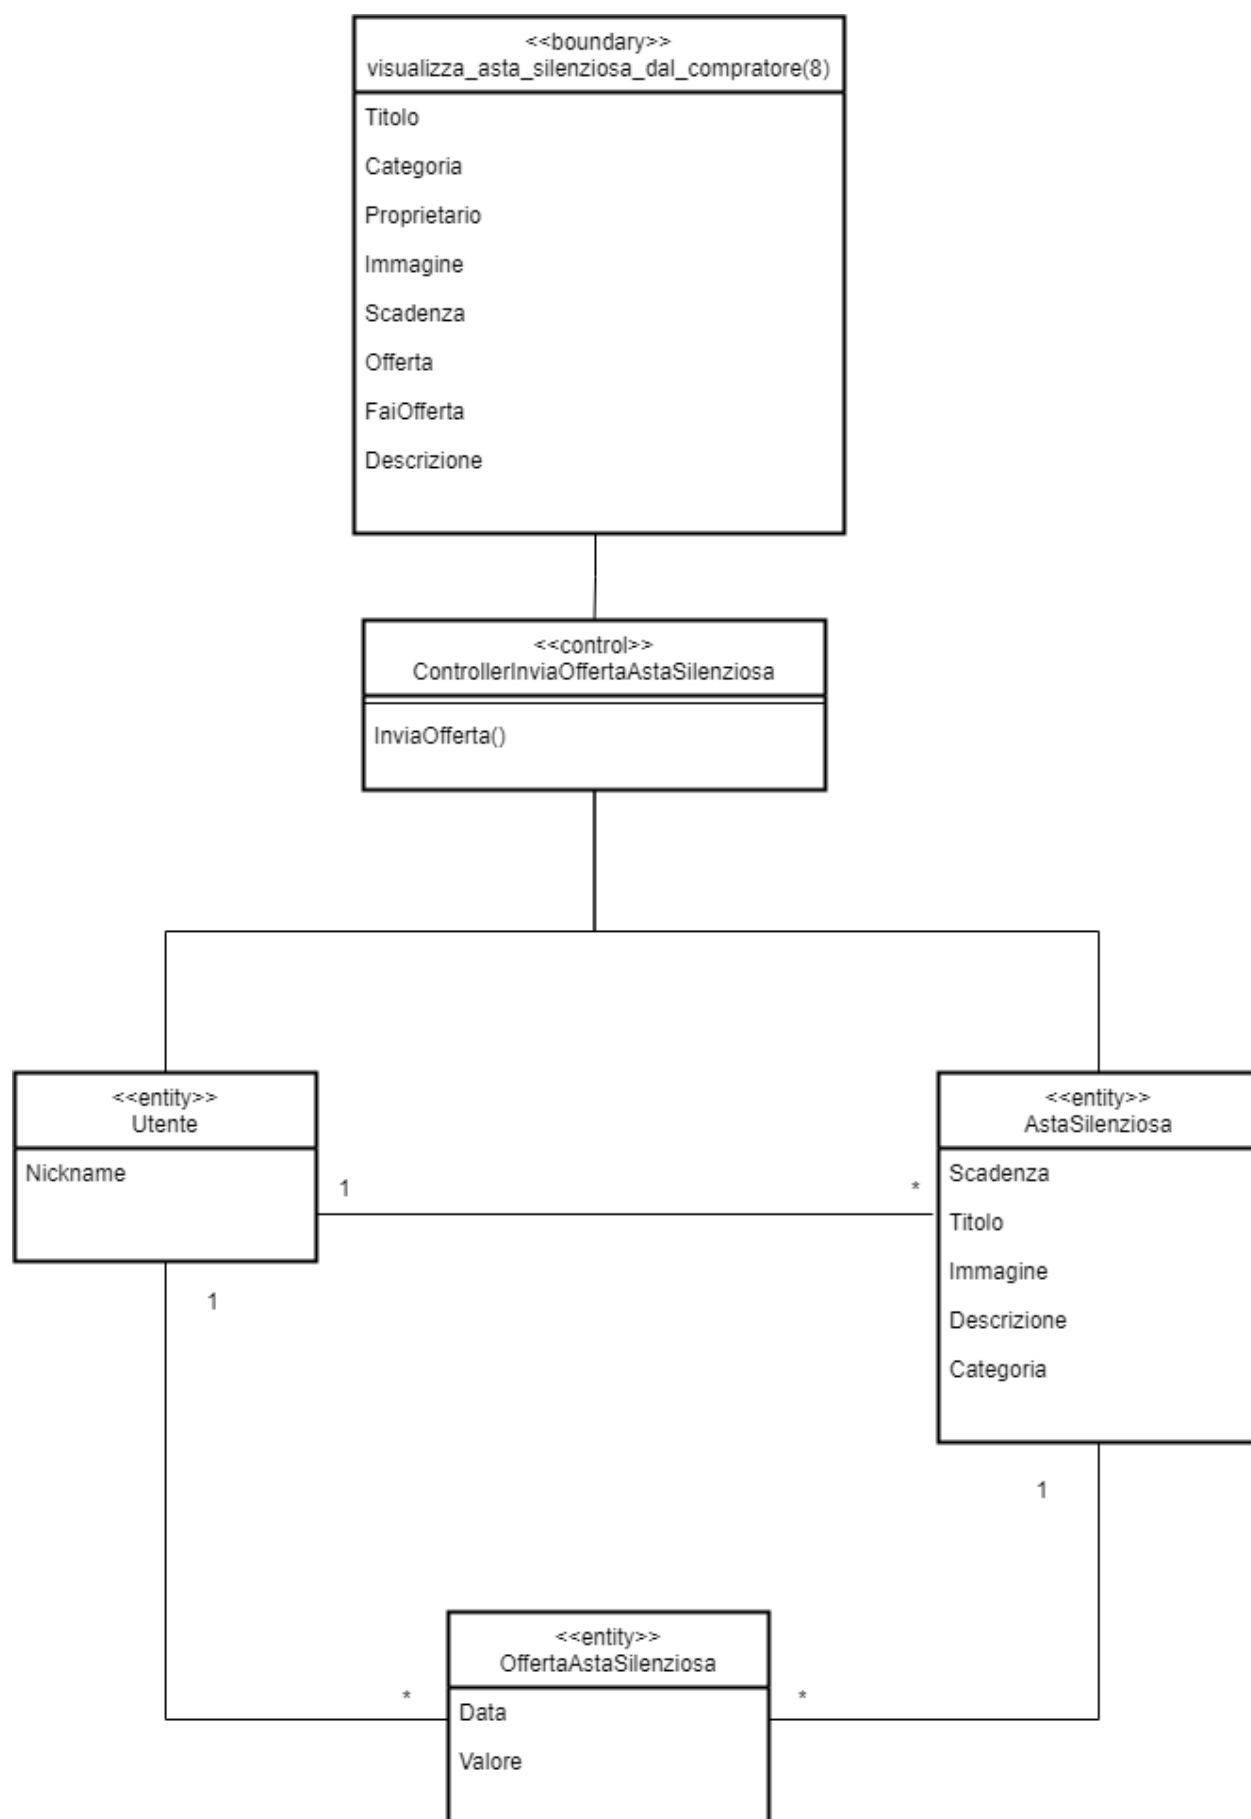 <<boundary>>
visualizza_asta_silenziosa_dal_compratore(8)
Titolo
Categoria
Proprietario
Immagine
Scadenza
Offerta
FaiOfferta
Descrizione
<<control>>
ControllerInviaOffertaAstaSilenziosa
InviaOfferta()
<<entity>>
Utente
Nickname
1
*
1
<<entity>>
AstaSilenziosa
Scadenza
Titolo
Immagine
Descrizione
Categoria
1
<<entity>>
OffertaAstaSilenziosa
*
*
Data
Valore